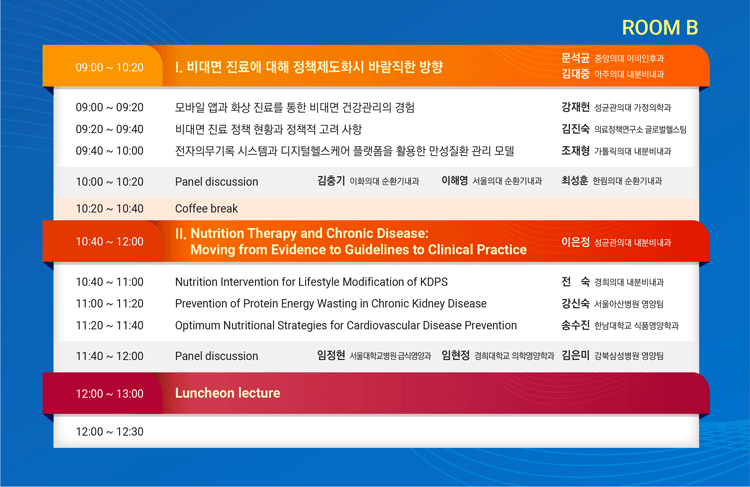 ROOM B
09:00 ~ 10:20 I. 비대면 진료에 대해 정책제도화시 바람직한 방향 문석균 중앙의대 이비인후과
김대중 아주의대 내분비내과
09:00 ~ 09:20 모바일 앱과 화상 진료를 통한 비대면 건강관리의 경험 강재헌 성균관의대 가정의학과
09:20 ~ 09:40 비대면 진료 정책 현황과 정책적 고려 사항 김진숙 의료정책연구소 글로벌헬스팀
09:40 ~ 10:00 전자의무기록 시스템과 디지털헬스케어 플랫폼을 활용한 만성질환 관리 모델 조재형 가톨릭의대 내분비내과
10:00 ~ 10:20 Panel discussion 김충기 이화의대 순환기내과 이해영 서울의대 순환기내과 최성훈 한림의대 순환기내과
10:20 ~ 10:40 Coffee break
10:40 ~ 12:00 II. Nutrition Therapy and Chronic Disease:
Moving from Evidence to Guidelines to Clinical Practice 이은정 성균관의대 내분비내과
10:40 ~ 11:00 Nutrition Intervention for Lifestyle Modification of KDPS 전 숙 경희의대 내분비내과
11:00 ~ 11:20 Prevention of Protein Energy Wasting in Chronic Kidney Disease 강신숙 서울아산병원 영양팀
11:20 ~ 11:40 Optimum Nutritional Strategies for Cardiovascular Disease Prevention 송수진 한남대학교 식품영양학과
11:40 ~ 12:00 Panel discussion 임정현 서울대학교병원 급식영양과 임현정 경희대학교 의학영양학과 김은미 강북삼성병원 영양팀
12:00 ~ 13:00 Luncheon lecture
12:00 ~ 12:30